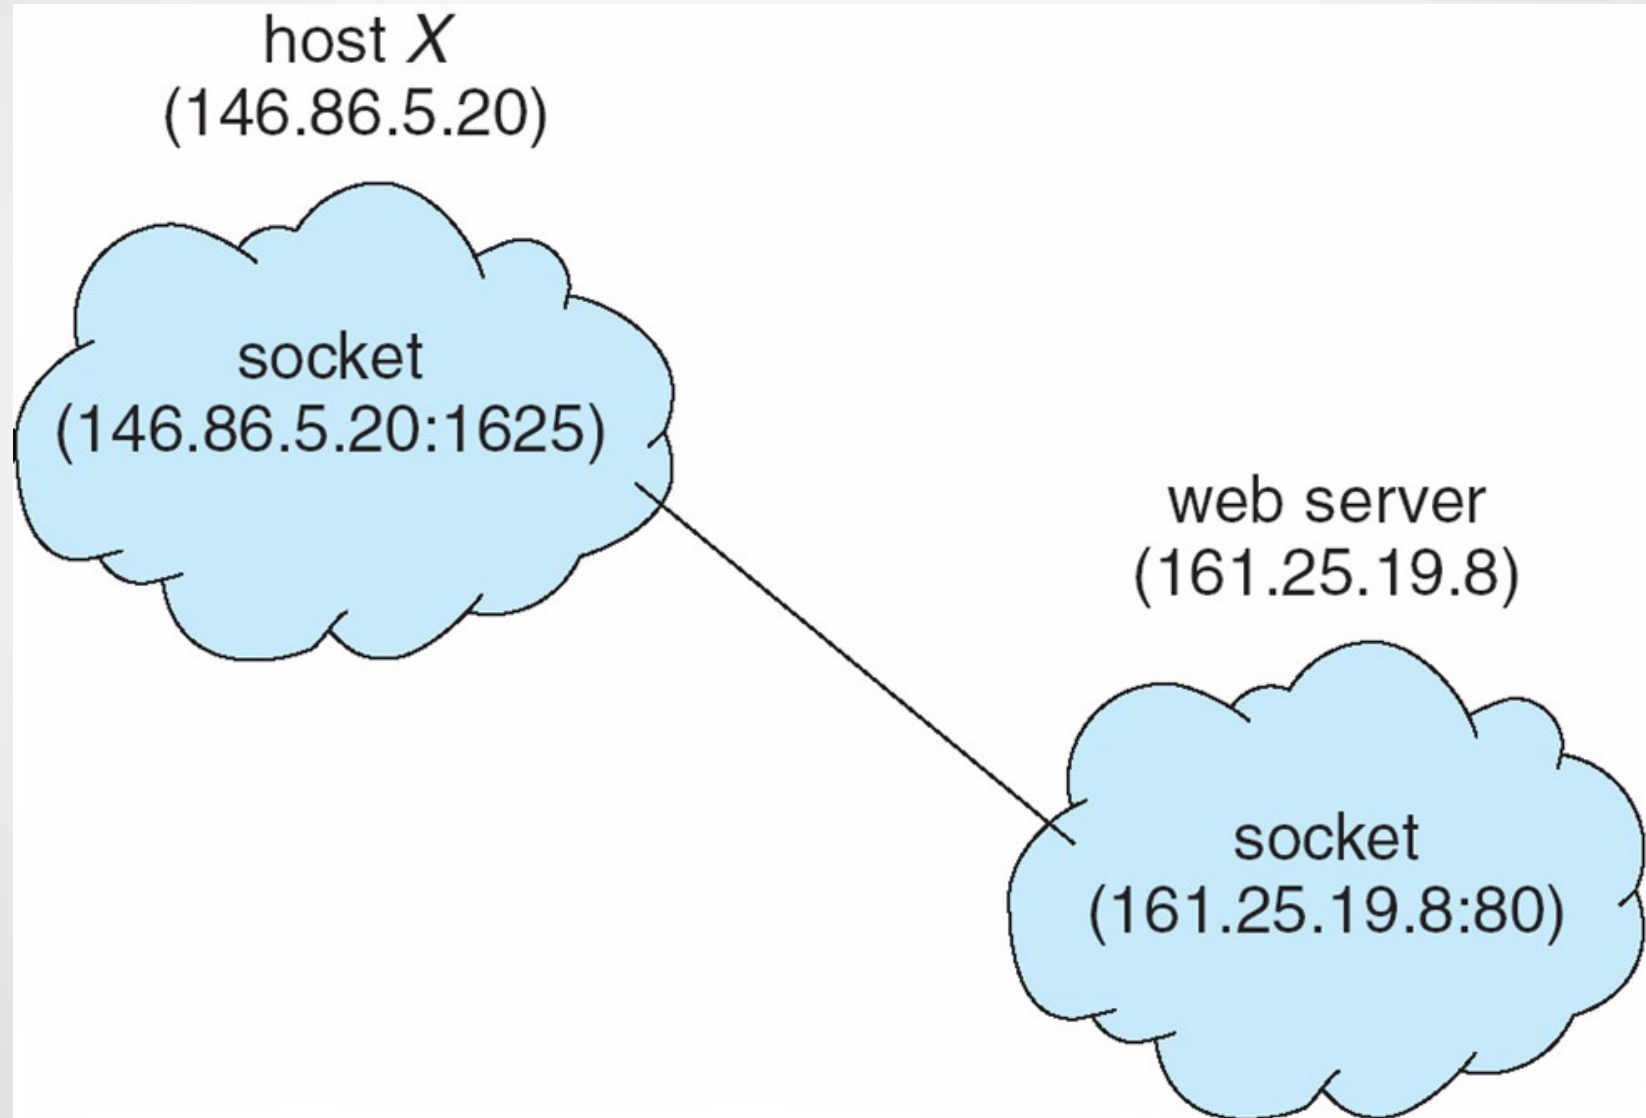 host X
(146.86.5.20)
socket
(146.86.5.20:1625)
web server
(161.25.19.8)
socket
(161.25.19.8:80)